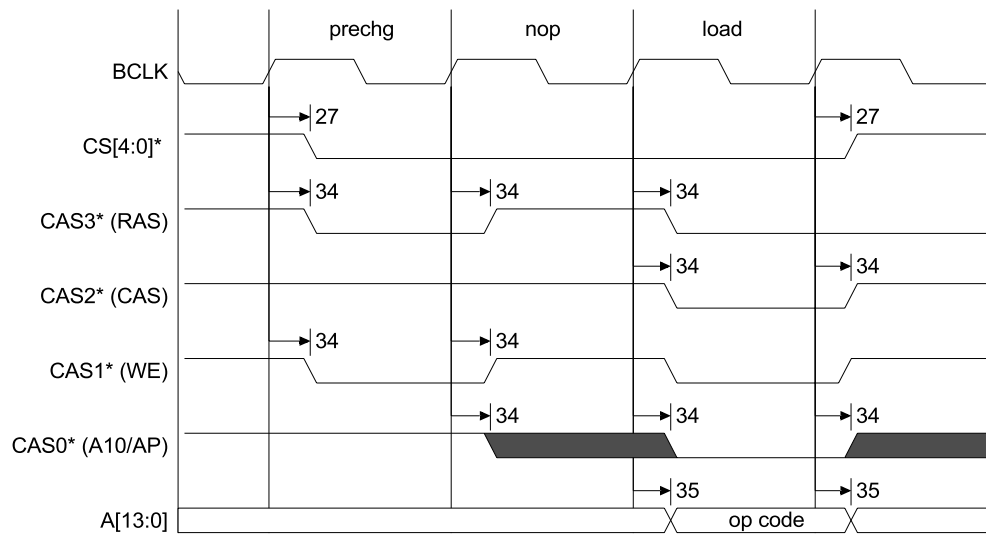 prechg nop load
BCLK
27 27
CS[4:0]*
34 34 34
CAS3* (RAS)
34 34
CAS2* (CAS)
34 34
CAS1* (WE)
34 34 34
CAS0* (A10/AP)
35 35
A[13:0] op code